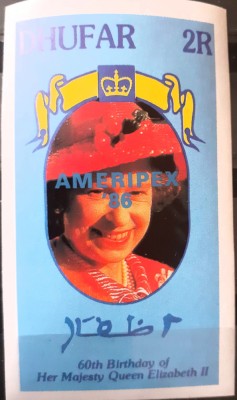 DHUFAR 2R
AMERIPEX
'86
60th Birthday of
Her Majesty Queen Elizabeth II